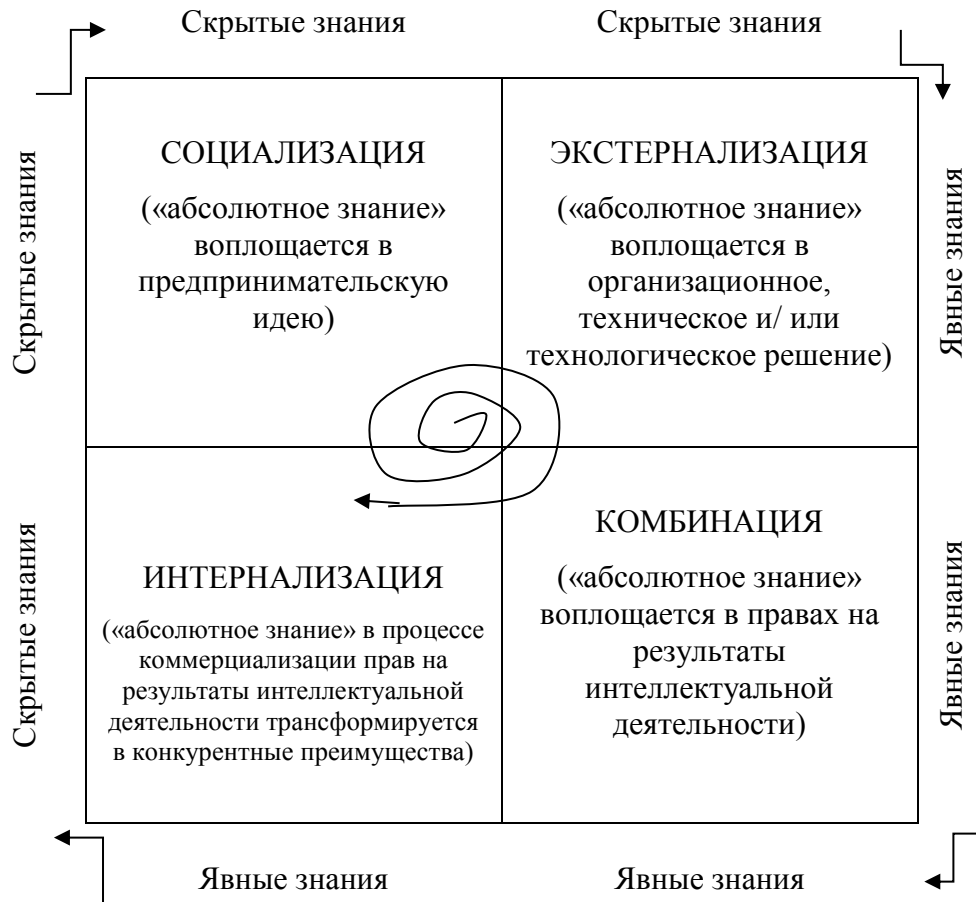 Скрытые знания
Скрытые знания
Скрытые знания
СОЦИАЛИЗАЦИЯ
(«абсолютное знание»
воплощается в
предпринимательскую
идею)
ЭКСТЕРНАЛИЗАЦИЯ
(«абсолютное знание»
воплощается в
организационное,
техническое и/ или
технологическое решение)
Явные знания
Скрытые знания
ИНТЕРНАЛИЗАЦИЯ
(«абсолютное знание» в процессе
коммерциализации прав на
результаты интеллектуальной
деятельности трансформируется
в конкурентные преимущества)
КОМБИНАЦИЯ
(«абсолютное знание»
воплощается в правах на
результаты
интеллектуальной
деятельности)
Явные знания
Явные знания
Явные знания